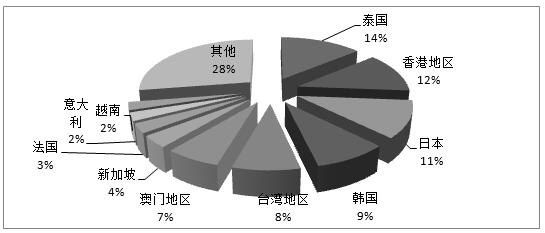 泰国
14%
香港地区
12%
日本
11%
韩国
9%
台湾地区
8%
澳门地区
7%
新加坡
4%
法国
3%
意大
利
2%
越南
2%
其他
28%